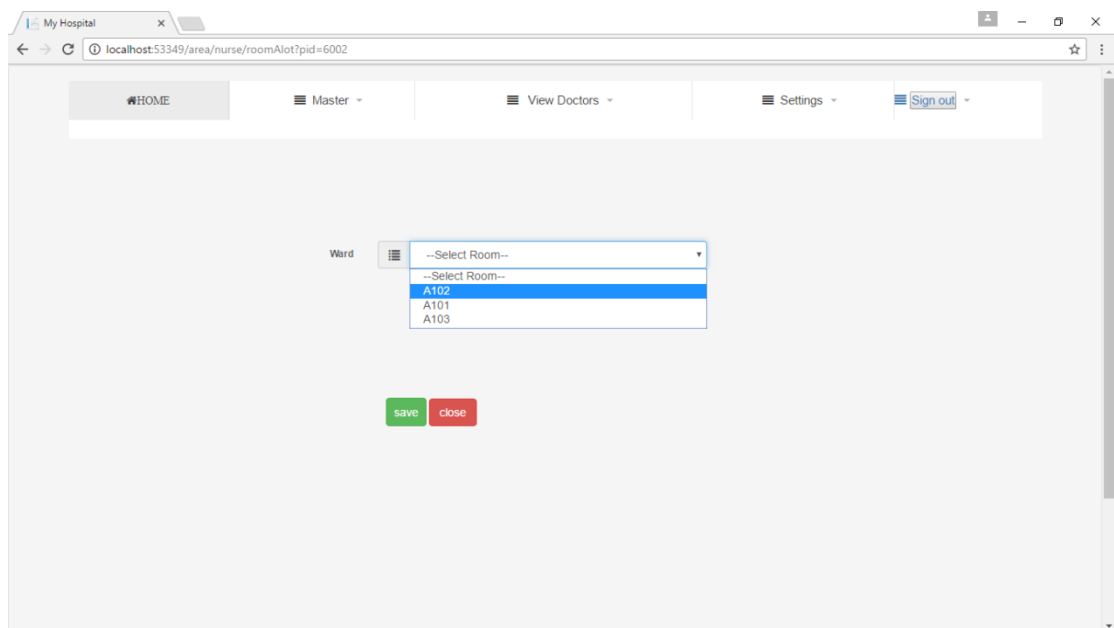 My Hospital
localhost:53349/area/nurse/roomAlot?pid=6002
HOME Master View Doctors Settings Sign out
Ward --Select Room--
--Select Room--
A102
A101
A103
save close